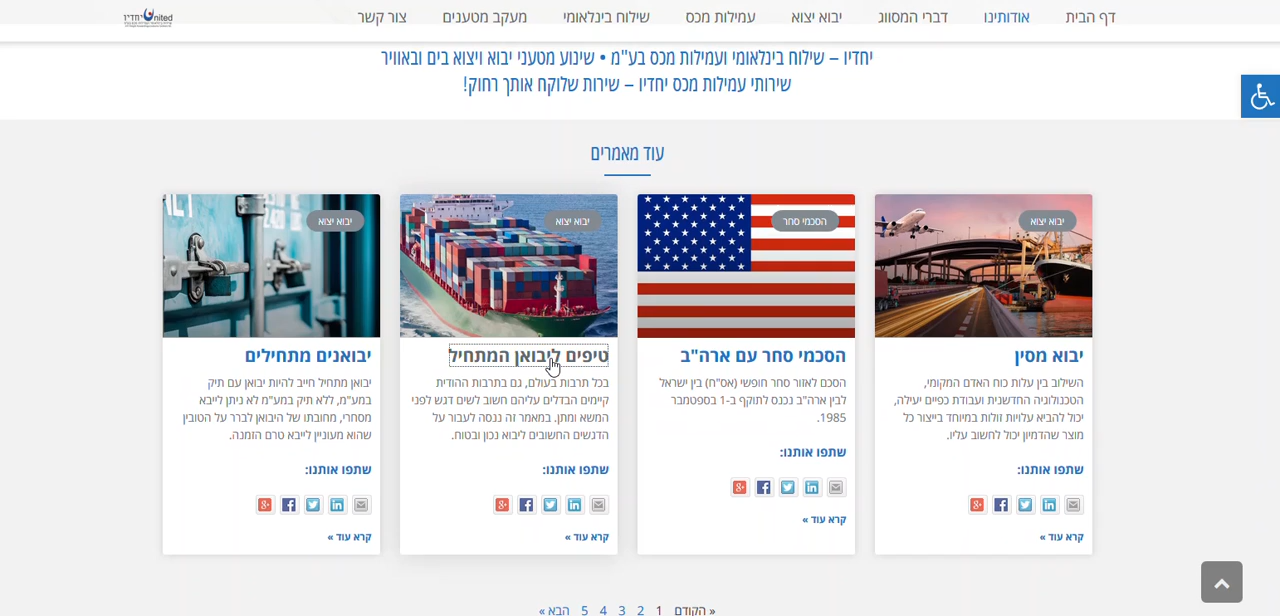 דף הבית
אודותינו
דברי המסווג
יבוא יצוא
עמילות מכס
שילוח בינלאומי
מעקב מטענים
צור קשר
יחדיו United
יחדיו – שילוח בינלאומי ועמילות מכס בע"מ • שינוע מטעני יבוא ויצוא בים ובאוויר
שירותי עמילות מכס יחדיו – שירות שלוקח אותך רחוק!
עוד מאמרים
יבוא יצוא
יבוא מסין
השילוב בין עלות כוח האדם המקומי,
הטכנולוגיה החדשנית ועבודת כפיים יעילה,
יכול להביא עלויות זולות במיוחד בייצור כל
מוצר שהדמיון יכול לחשוב עליו.
שתפו אותנו:
קרא עוד »
הסכמי סחר
הסכמי סחר עם ארה"ב
הסכם לאזור סחר חופשי (אס"ח) בין ישראל
לבין ארה"ב נכנס לתוקף ב-1 בספטמבר
1985.
שתפו אותנו:
קרא עוד »
יבוא יצוא
טיפים ליבואן המתחיל
בכל תרבות בעולם, גם בתרבות ההודית
קיימים הבדלים עליהם חשוב לשים דגש לפני
המשא ומתן. במאמר זה ננסה לעבור על
הדגשים החשובים ליבוא נכון ובטוח.
שתפו אותנו:
קרא עוד »
יבוא יצוא
יבואנים מתחילים
יבואן מתחיל חייב להיות יבואן עם תיק
במע"מ, ללא תיק במע"מ לא ניתן לייבא
מסחרי, מחובתו של היבואן לברר על הטובין
שהוא מעוניין לייבא טרם הזמנה.
שתפו אותנו:
קרא עוד »
« הקודם 1 2 3 4 5 הבא »